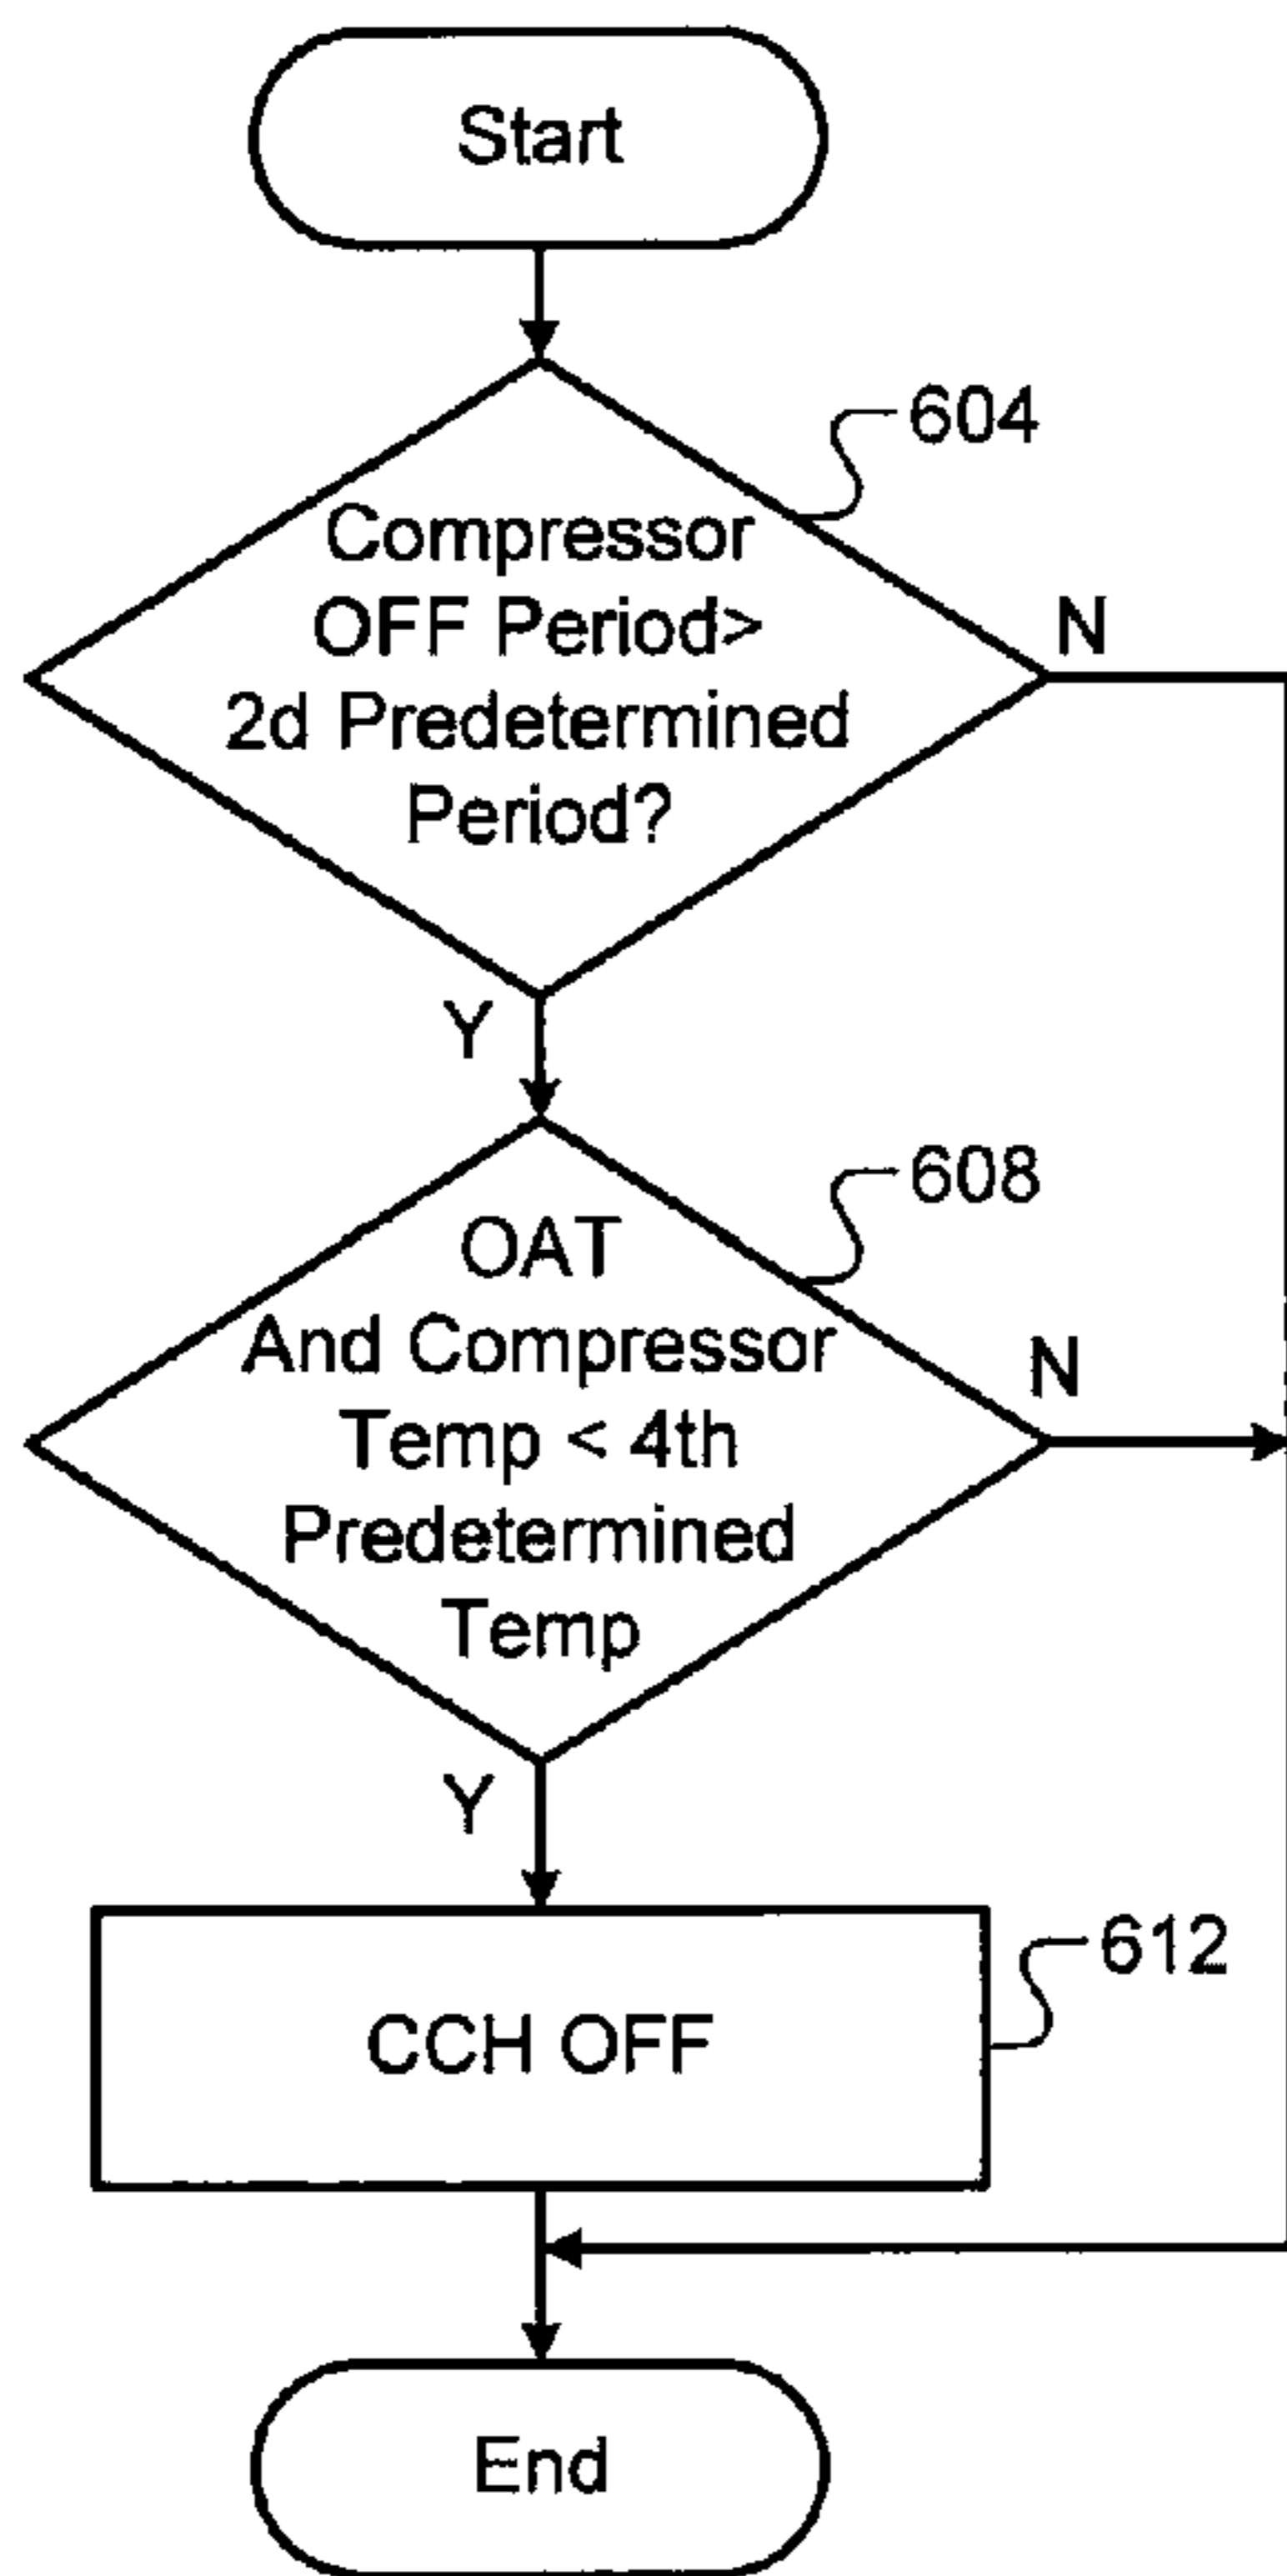 Start
604
Compressor
OFF Period>
2d Predetermined
Period?
N
Y
608
OAT
And Compressor
Temp < 4th
Predetermined
Temp
N
Y
612
CCH OFF
End